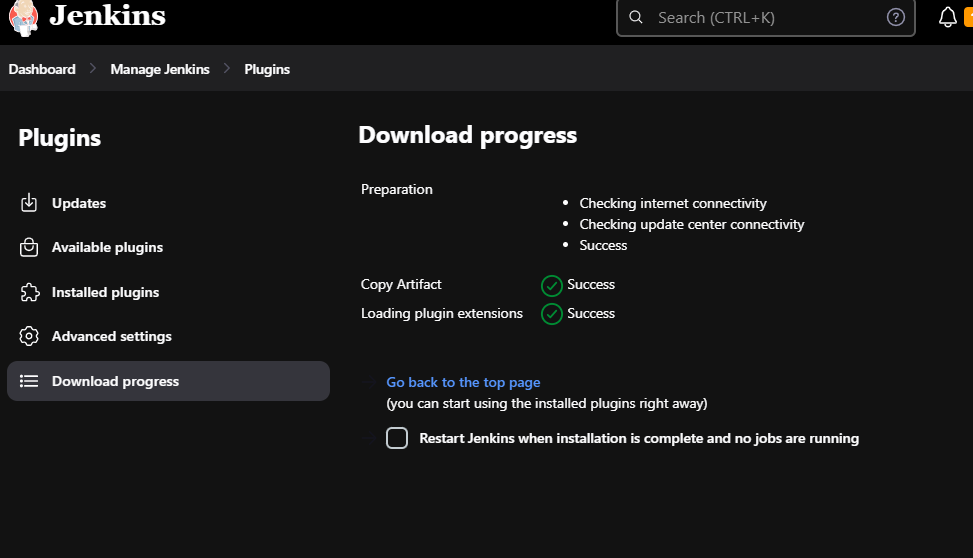 Jenkins
Search (CTRL+K)
Dashboard > Manage Jenkins > Plugins
Plugins
Updates
Available plugins
Installed plugins
Advanced settings
Download progress
Download progress
Preparation
• Checking internet connectivity
• Checking update center connectivity
• Success
Copy Artifact Success
Loading plugin extensions Success
Go back to the top page
(you can start using the installed plugins right away)
Restart Jenkins when installation is complete and no jobs are running